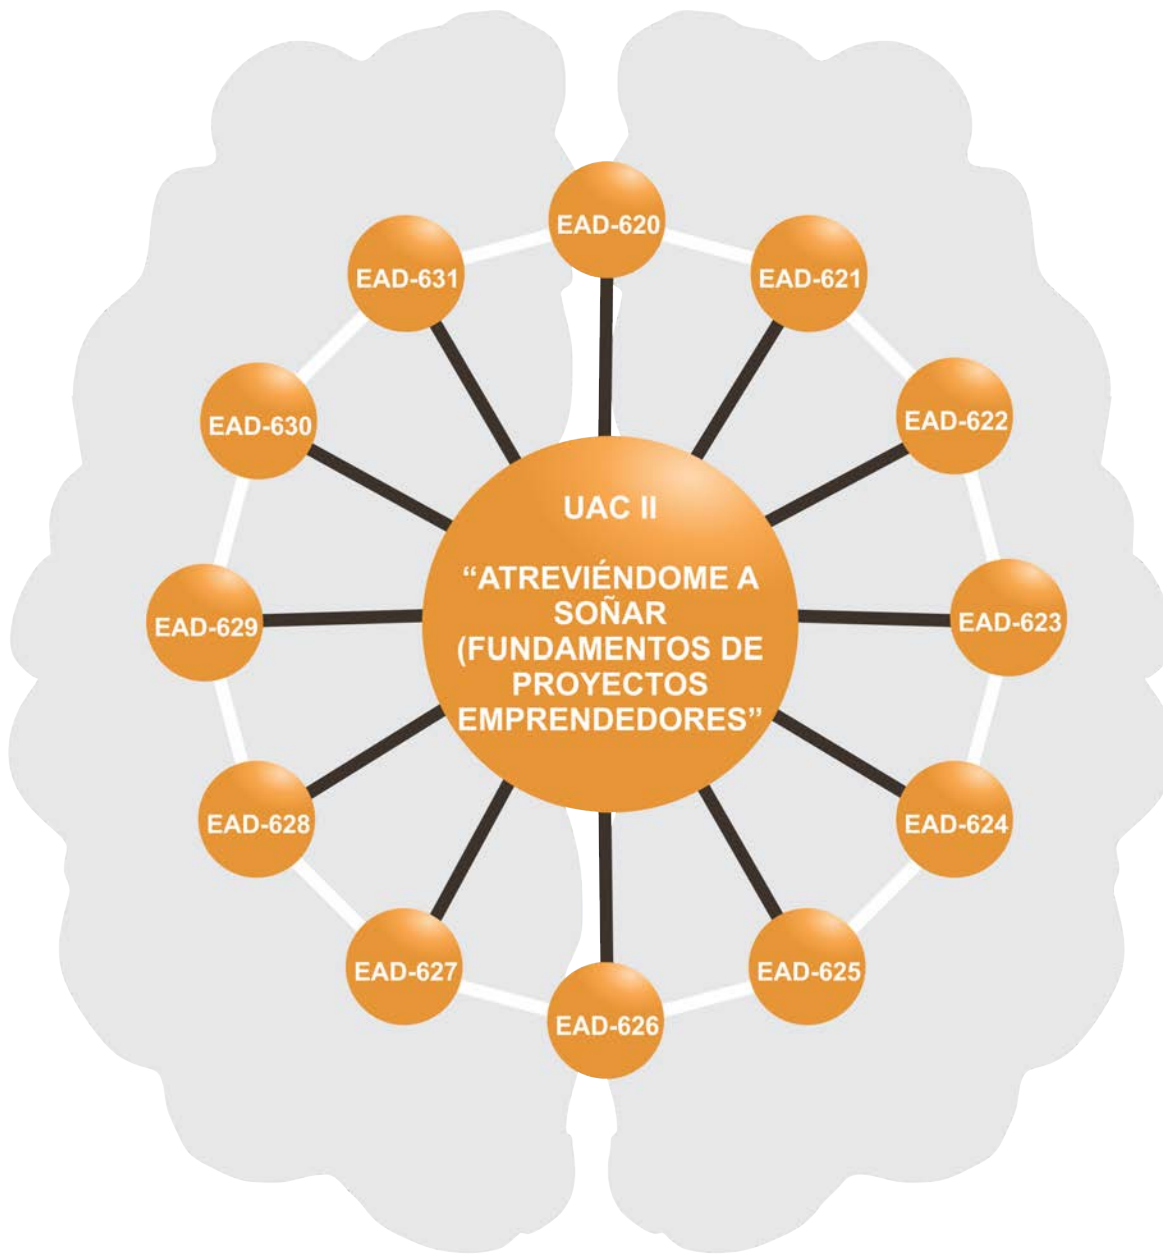 EAD-620
EAD-621
EAD-622
EAD-623
EAD-624
EAD-625
EAD-626
EAD-627
EAD-628
EAD-629
EAD-630
EAD-631
UAC II
“ATREVIÉNDOME A
SOÑAR
(FUNDAMENTOS DE
PROYECTOS
EMPRENDEDORES”